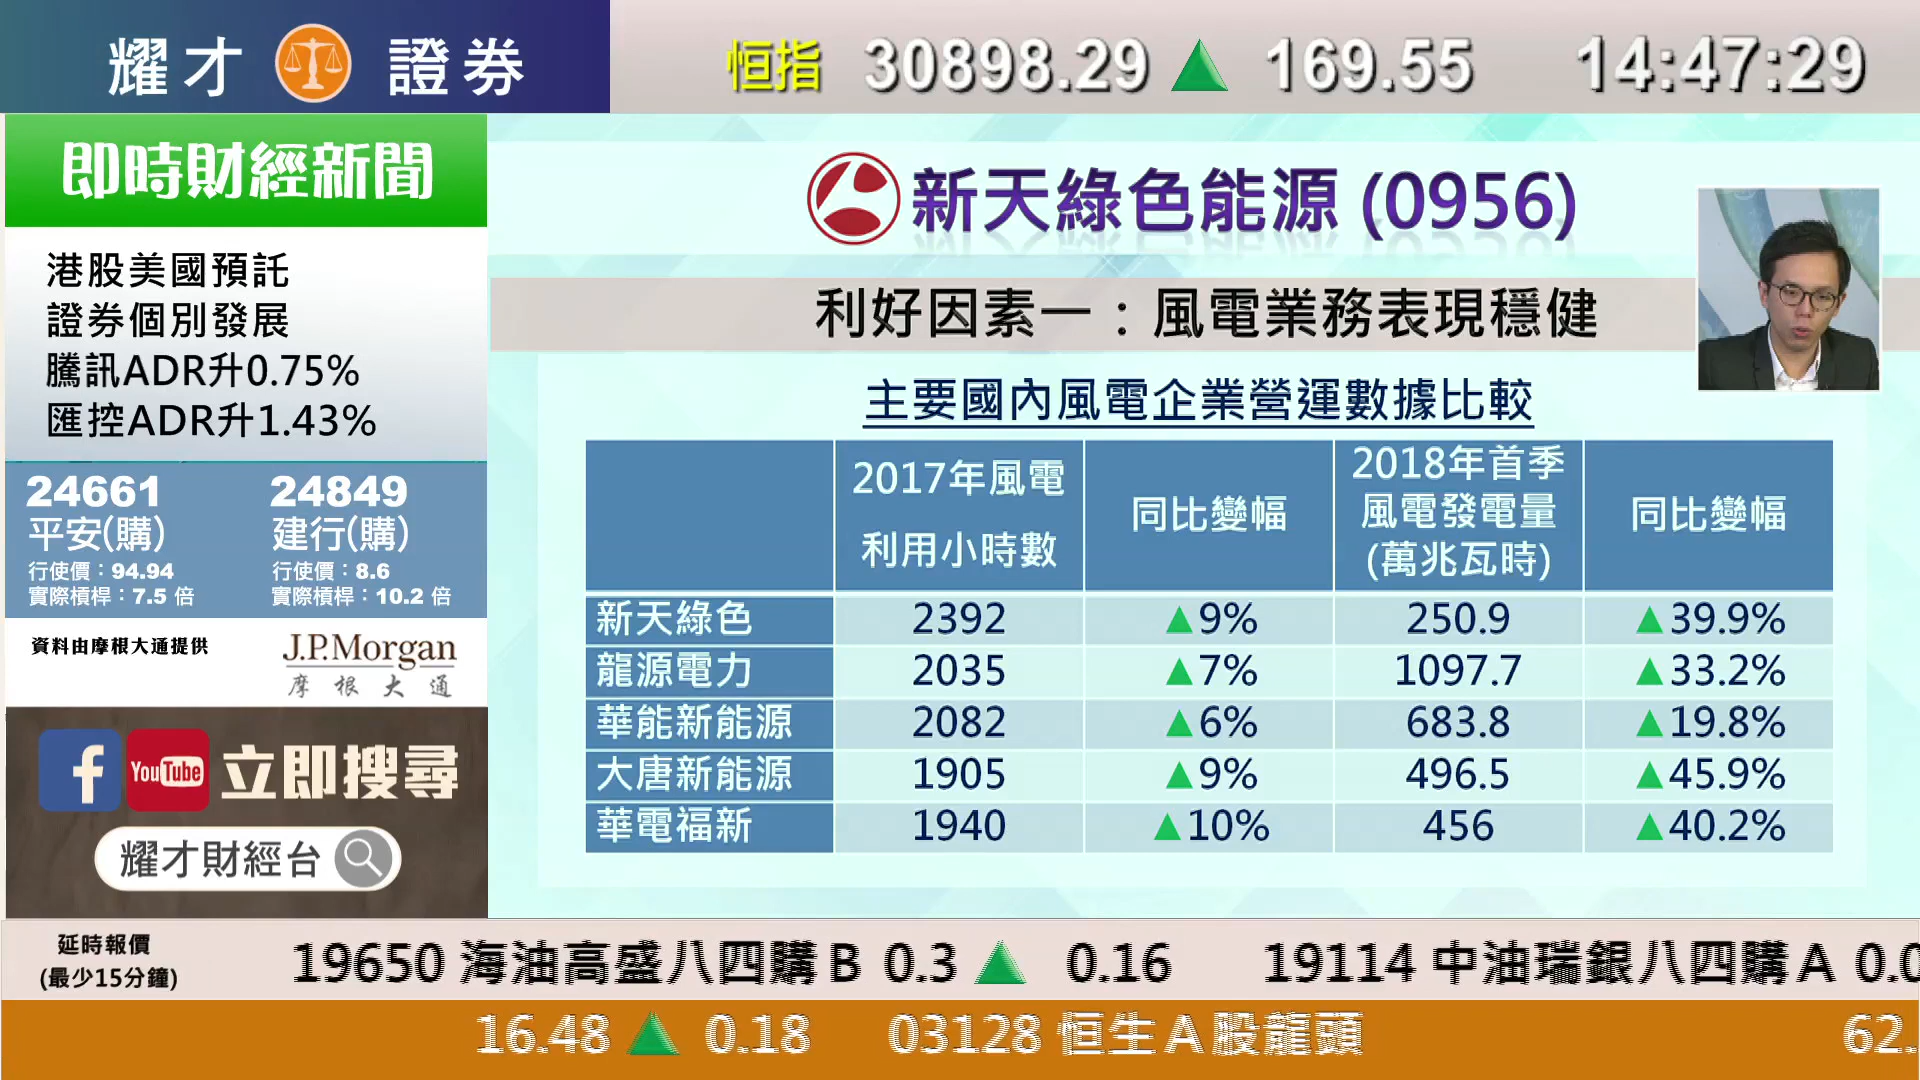 耀才 證券
恒指 30898.29 ▲ 169.55 14:47:29
即時財經新聞
港股美國預託
證券個別發展
騰訊ADR升0.75%
匯控ADR升1.43%
24661 24849
平安(購) 建行(購)
行使價：94.94 行使價：8.6
實際槓桿：7.5 倍 實際槓桿：10.2 倍
資料由摩根大通提供 J.P.Morgan
摩根大通
f YouTube 立即搜尋
耀才財經台
新天綠色能源 (0956)
利好因素一：風電業務表現穩健
主要國內風電企業營運數據比較
2017年風電利用小時數 同比變幅 2018年首季風電發電量(萬兆瓦時) 同比變幅
新天綠色 2392 ▲9% 250.9 ▲39.9%
龍源電力 2035 ▲7% 1097.7 ▲33.2%
華能新能源 2082 ▲6% 683.8 ▲19.8%
大唐新能源 1905 ▲9% 496.5 ▲45.9%
華電福新 1940 ▲10% 456 ▲40.2%
延時報價
(最少15分鐘)
19650 海油高盛八四購B 0.3 ▲ 0.16 19114 中油瑞銀八四購A 0.0
16.48 ▲ 0.18 03128 恒生A股龍頭 62.